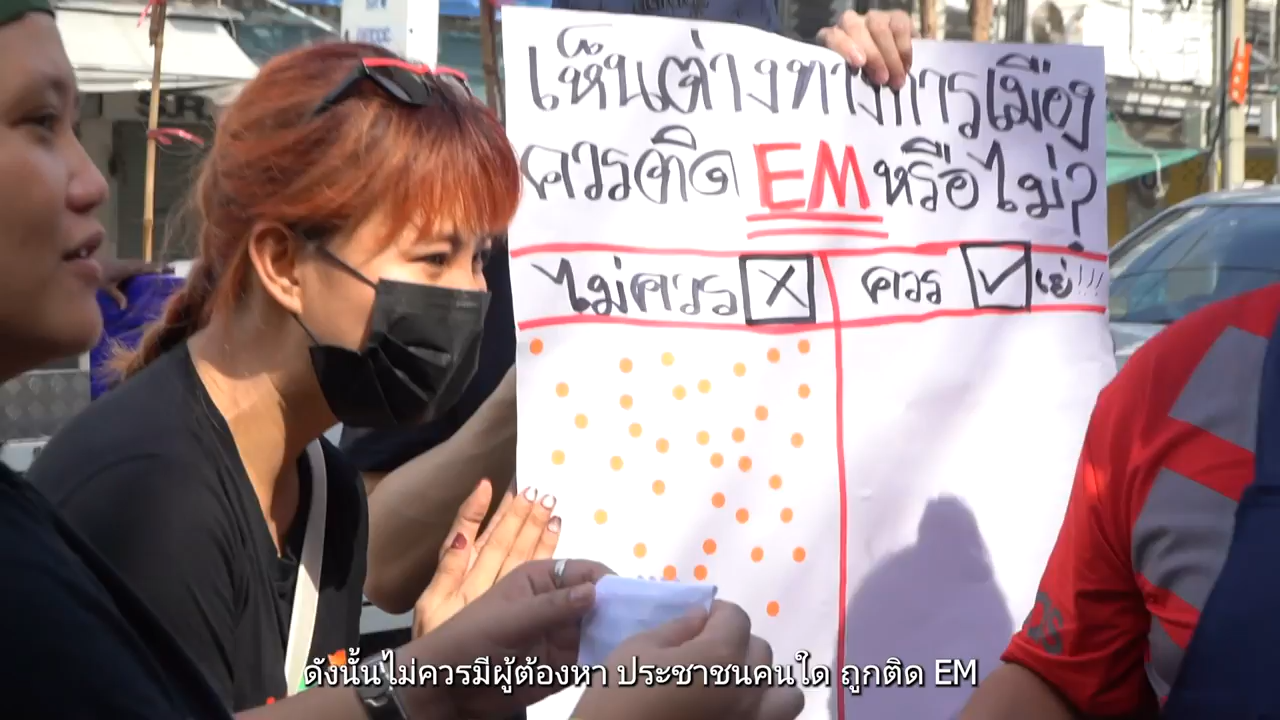 เห็นต่างทางการเมือง
ควรติด EM หรือไม่?
ไม่ควร ☒ ควร ☑ เย่!!!
ดังนั้นไม่ควรมีผู้ต้องหา ประชาชนคนใด ถูกติด EM